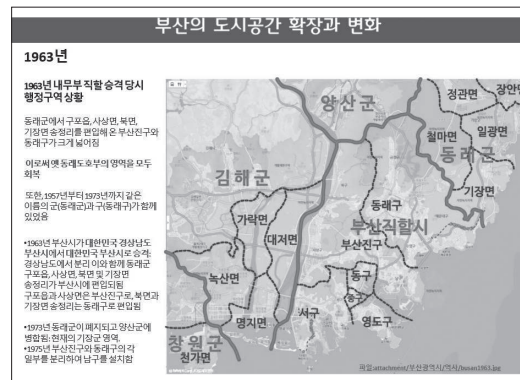 부산의 도시공간 확장과 변화
1963년
1963년 내무부 직할 승격 당시
행정구역 상황
동래군에서 구포읍, 사상면, 북면,
기장면 송정리를 편입해 온 부산진구와
동래구가 크게 넓어짐
이로써 옛 동래도호부의 영역을 모두
회복
또한, 1957년부터 1973년까지 같은
이름의 군(동래군)과 구(동래구)가 함께
있었음
•1963년 부산시가 대한민국 경상남도
부산시에서 대한민국 부산시로 승격:
경상남도에서 분리 이와 함께 동래군
구포읍, 사상면, 북면 및 기장면
송정리가 부산시에 편입됨
구포읍과 사상면은 부산진구로, 북면과
기장면 송정리는 동래구로 편입됨
•1973년 동래군이 폐지되고 양산군에
병합됨; 현재의 기장군 영역.
•1975년 부산진구와 동래구의 각
일부를 분리하여 남구를 설치함
양산군
정관면
장안면
일광면
철마면
동래군
기장면
김해군
가락면
대저면
동래구
부산직할시
부산진구
녹산면
동구
중구
서구
영도구
명지면
창원군
천가면
파일:attachment/부산광역시/역사/busan1963.jpg